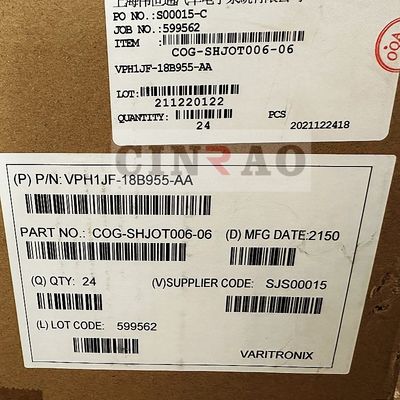 PO NO.: S00015-C
JOB NO.: 599562
ITEM :
COG-SHJOT006-06
VPH1JF-18B955-AA
LOT:
211220122
QUANTITY:
24 PCS 2021122418
OQA
CINRAO
(P) P/N: VPH1JF-18B955-AA
PART NO.: COG-SHJOT006-06 (D) MFG DATE: 2150
(Q) QTY: 24 (V)SUPPLIER CODE: SJS00015
(L) LOT CODE: 599562
VARITRONIX